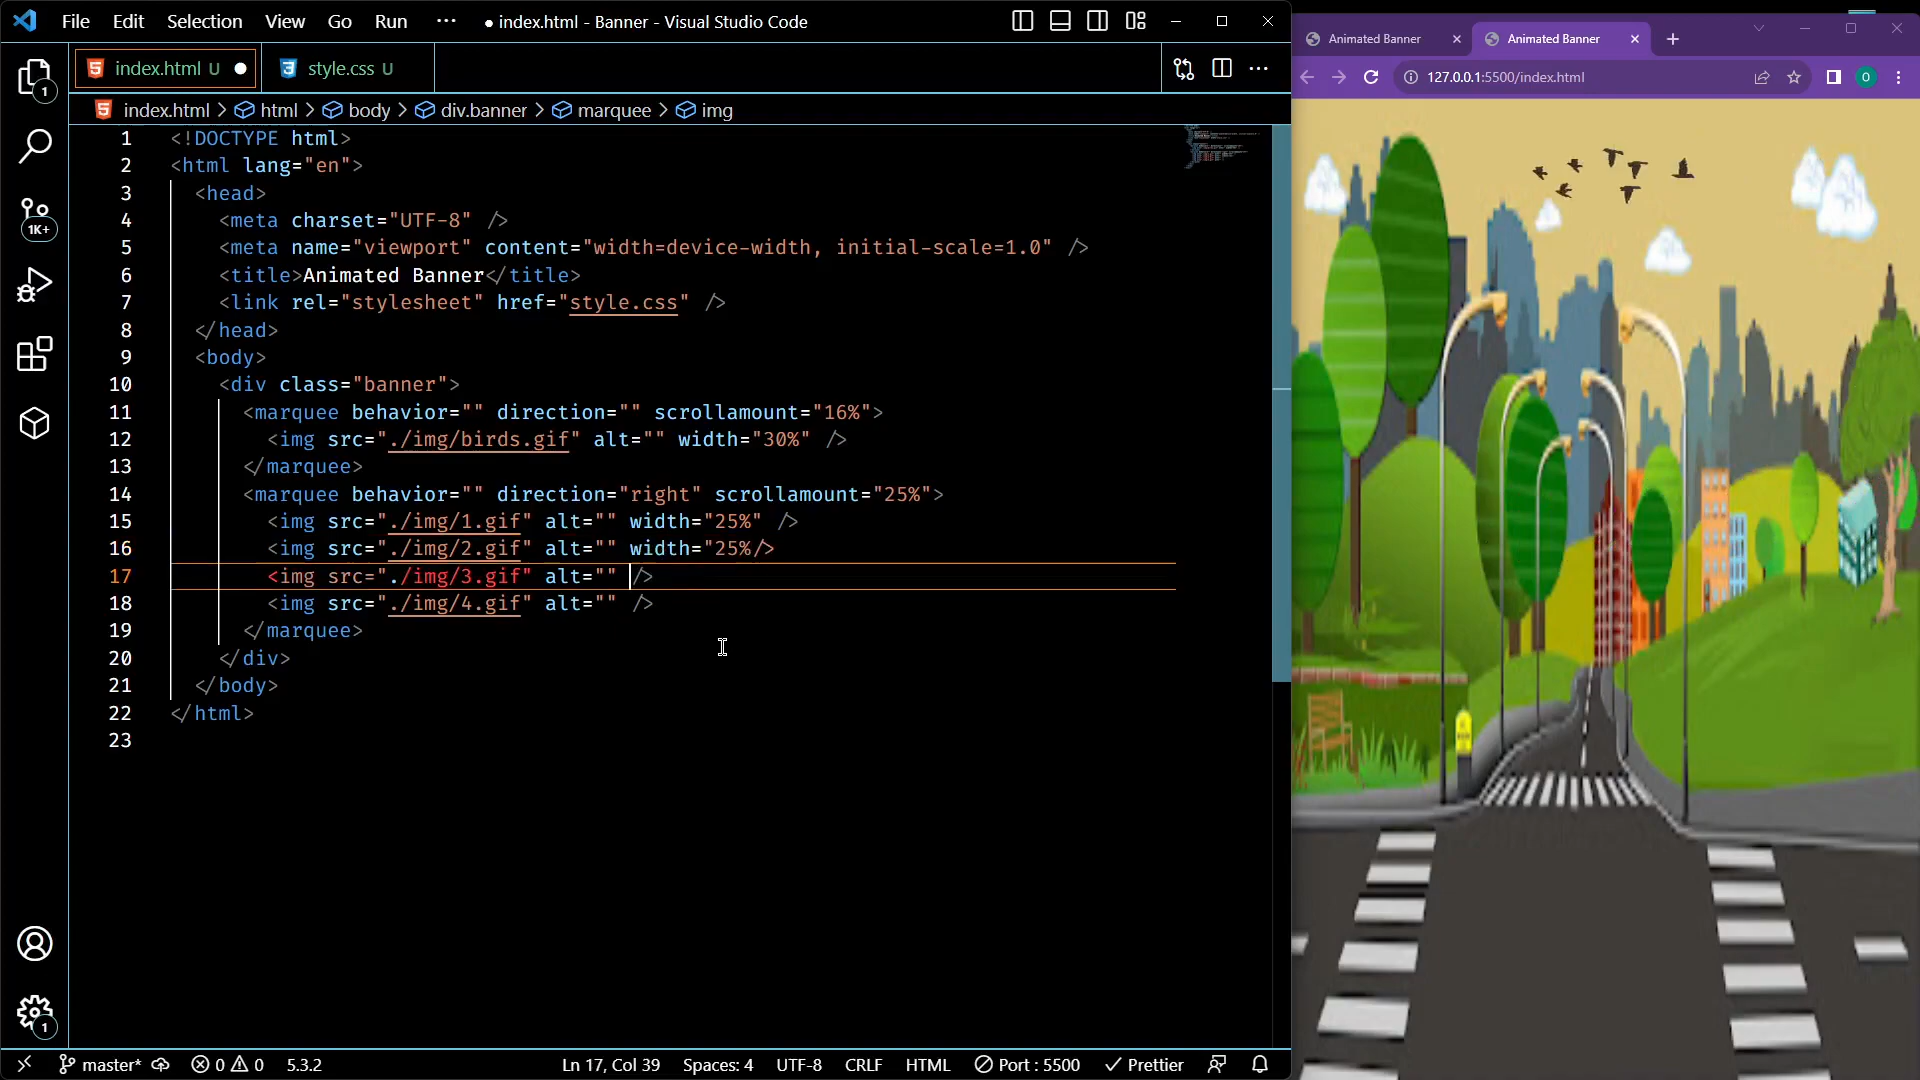 File Edit Selection View Go Run ··· ● index.html - Banner - Visual Studio Code
index.html U ● style.css U
index.html > html > body > div.banner > marquee > img
1 <!DOCTYPE html>
2 <html lang="en">
3 <head>
4 <meta charset="UTF-8" />
5 <meta name="viewport" content="width=device-width, initial-scale=1.0" />
6 <title>Animated Banner</title>
7 <link rel="stylesheet" href="style.css" />
8 </head>
9 <body>
10 <div class="banner">
11 <marquee behavior="" direction="" scrollamount="16%">
12 <img src="./img/birds.gif" alt="" width="30%" />
13 </marquee>
14 <marquee behavior="" direction="right" scrollamount="25%">
15 <img src="./img/1.gif" alt="" width="25%" />
16 <img src="./img/2.gif" alt="" width="25%/>
17 <img src="./img/3.gif" alt="" />
18 <img src="./img/4.gif" alt="" />
19 </marquee>
20 </div>
21 </body>
22 </html>
23
1
1K+
1
master* 0 0 5.3.2 Ln 17, Col 39 Spaces: 4 UTF-8 CRLF HTML Port : 5500 Prettier
Animated Banner Animated Banner
127.0.0.1:5500/index.html O